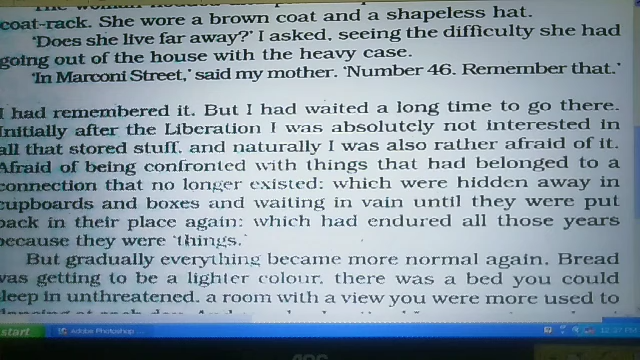 coat-rack. She wore a brown coat and a shapeless hat.
'Does she live far away?' I asked, seeing the difficulty she had
going out of the house with the heavy case.
'In Marconi Street,' said my mother. 'Number 46. Remember that.'
I had remembered it. But I had waited a long time to go there.
Initially after the Liberation I was absolutely not interested in
all that stored stuff, and naturally I was also rather afraid of it.
Afraid of being confronted with things that had belonged to a
connection that no longer existed; which were hidden away in
cupboards and boxes and waiting in vain until they were put
back in their place again; which had endured all those years
because they were 'things.'
But gradually everything became more normal again. Bread
was getting to be a lighter colour, there was a bed you could
sleep in unthreatened, a room with a view you were more used to
start Adobe Photoshop ... 12:37 PM